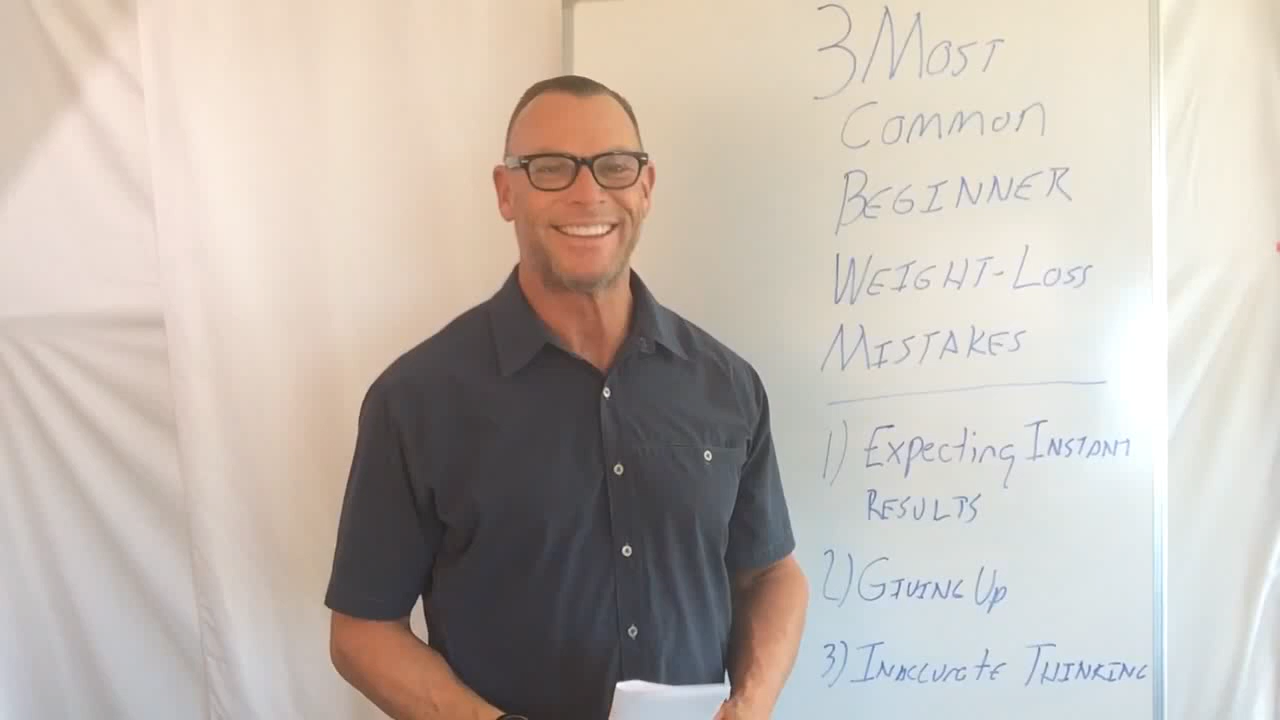 3 Most
Common
Beginner
Weight-Loss
Mistakes
1) Expecting Instant
Results
2) Giving Up
3) Inaccurate Thinking